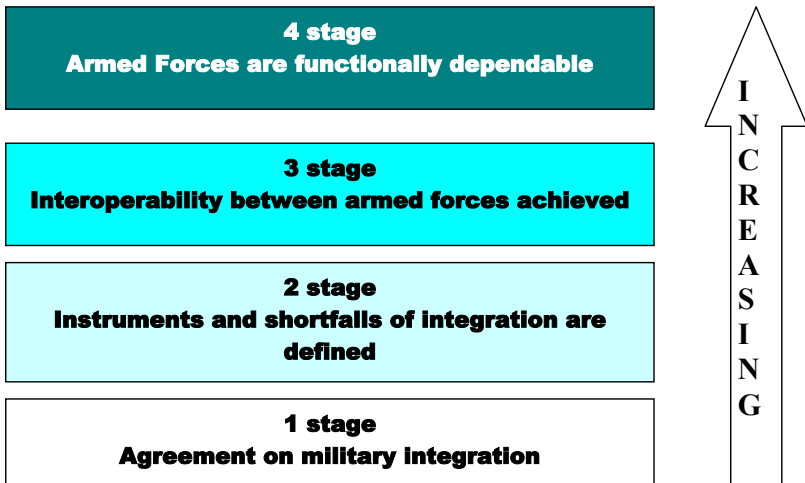 4 stage
Armed Forces are functionally dependable
3 stage
Interoperability between armed forces achieved
2 stage
Instruments and shortfalls of integration are
defined
1 stage
Agreement on military integration
INCREASING